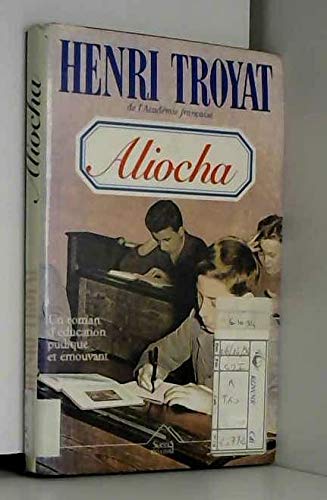 HENRI TROYAT
de l'Académie française
Aliocha
Un roman
d'éducation
pudique
et émouvant
Aliocha